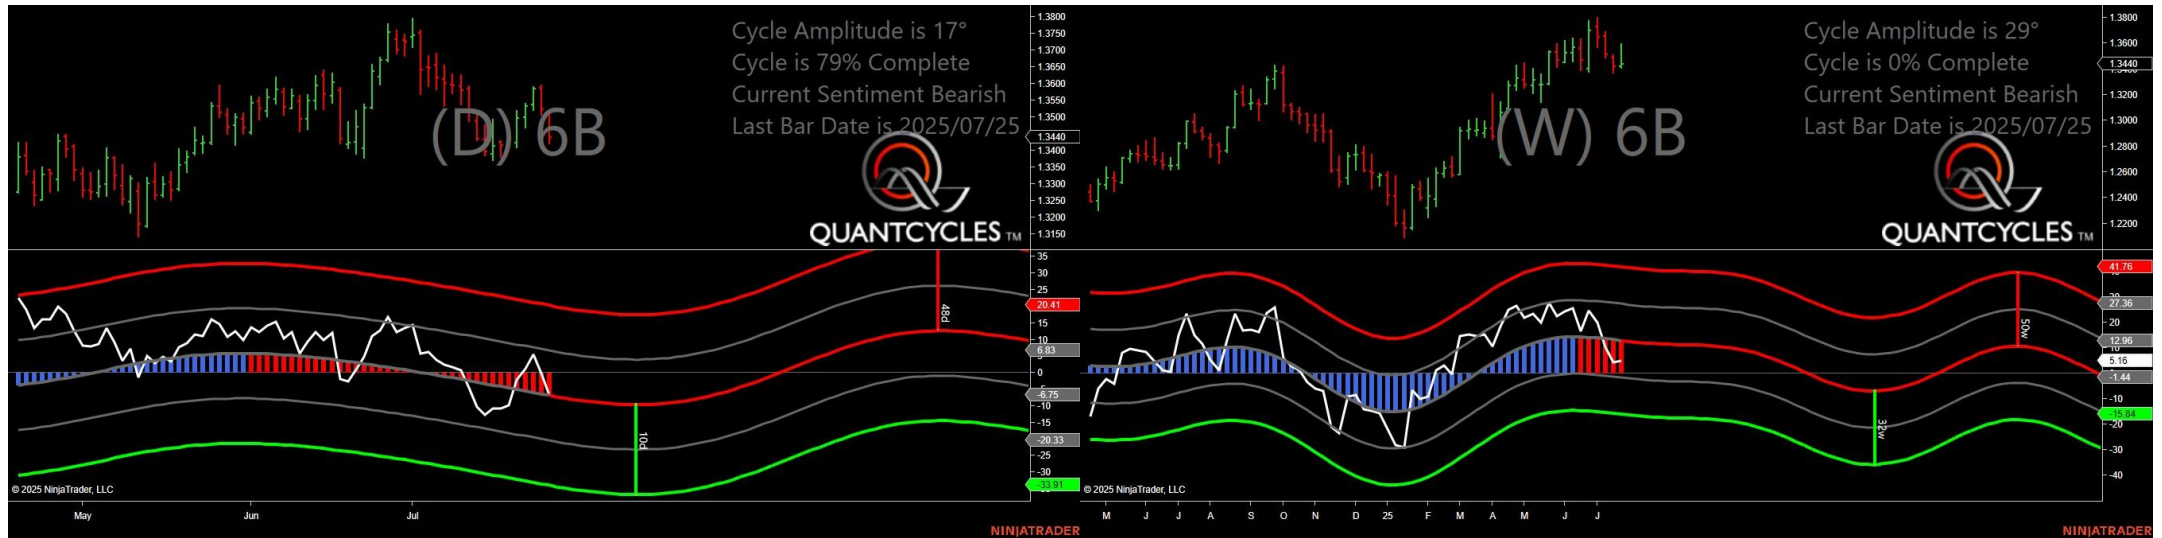 Cycle Amplitude is 17°
Cycle is 79% Complete
Current Sentiment Bearish
Last Bar Date is 2025/07/25
(D) 6B
QUANTCYCLES TM
1.3800
1.3750
1.3700
1.3650
1.3600
1.3550
1.3500
1.3440
1.3400
1.3350
1.3300
1.3250
1.3200
1.3150
35
30
25
20.41
15
10
6.83
0
-5
-6.75
-10
-15
-20.33
-25
-30
-33.91
48d
10d
© 2025 NinjaTrader, LLC
May Jun Jul
NINJATRADER
Cycle Amplitude is 29°
Cycle is 0% Complete
Current Sentiment Bearish
Last Bar Date is 2025/07/25
(W) 6B
QUANTCYCLES TM
1.3800
1.3600
1.3440
1.3200
1.3000
1.2800
1.2600
1.2400
1.2200
41.76
27.36
20
12.96
5.16
-1.44
-10
-15.84
-20
-30
-40
50w
32w
© 2025 NinjaTrader, LLC
M J J A S O N D 25 F M A M J J
NINJATRADER